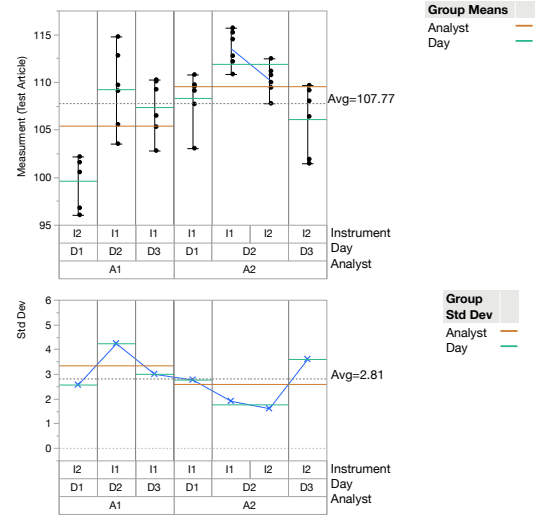 Group Means
Analyst
Day
Measurment (Test Article)
115
110
105
100
95
Avg=107.77
I2 I1 I1 I1 I1 I2 I2 Instrument
D1 D2 D3 D1 D2 D3 Day
A1 A2 Analyst
Group
Std Dev
Analyst
Day
Std Dev
6
5
4
3
2
1
0
Avg=2.81
I2 I1 I1 I1 I1 I2 I2 Instrument
D1 D2 D3 D1 D2 D3 Day
A1 A2 Analyst